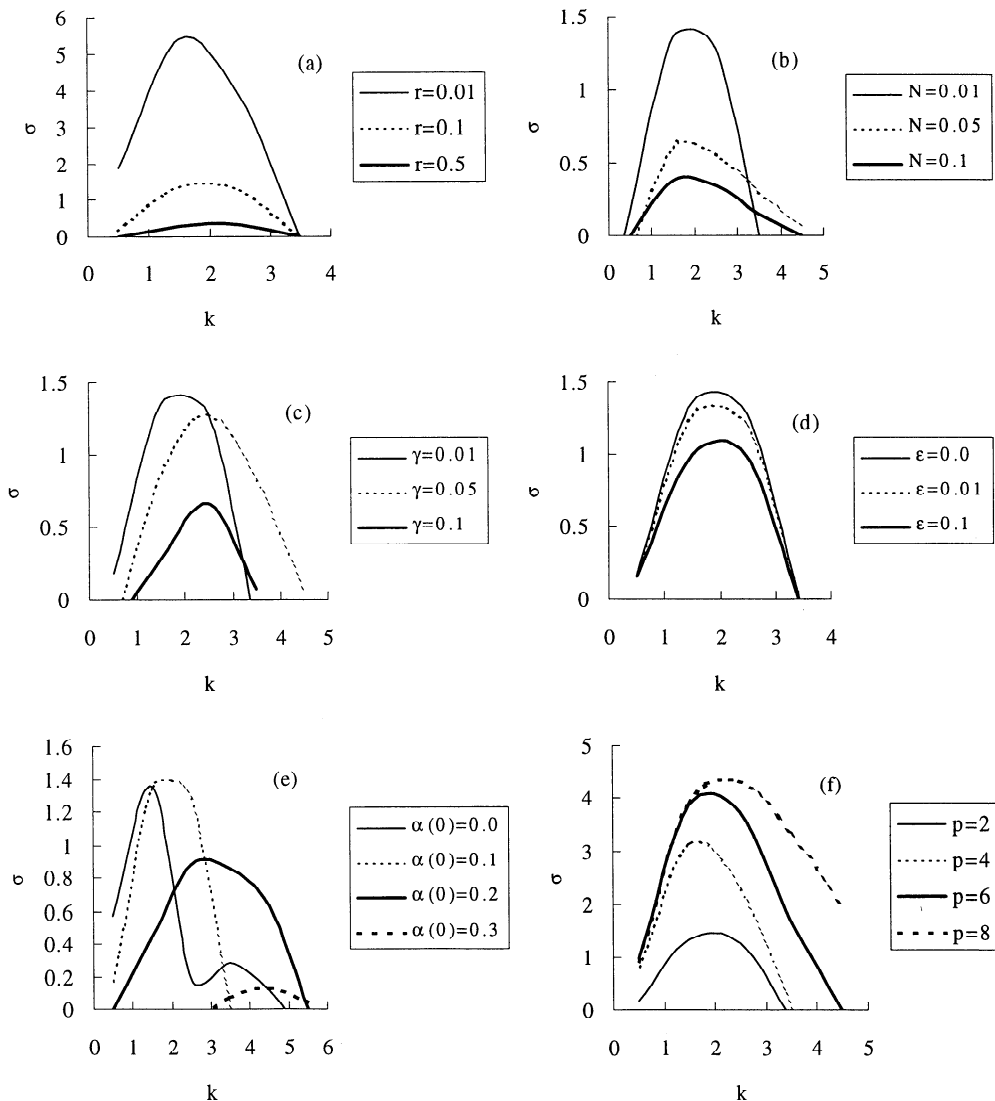 6
5
4
3
2
1
0
σ
0 1 2 3 4
k
(a)
r=0.01
r=0.1
r=0.5
1.5
1
0.5
0
σ
0 1 2 3 4 5
k
(b)
N=0.01
N=0.05
N=0.1
1.5
1
0.5
0
σ
0 1 2 3 4 5
k
(c)
γ=0.01
γ=0.05
γ=0.1
1.5
1
0.5
0
σ
0 1 2 3 4
k
(d)
ε=0.0
ε=0.01
ε=0.1
1.6
1.4
1.2
1
0.8
0.6
0.4
0.2
0
σ
0 1 2 3 4 5 6
k
(e)
α(0)=0.0
α(0)=0.1
α(0)=0.2
α(0)=0.3
5
4
3
2
1
0
σ
0 1 2 3 4 5
k
(f)
p=2
p=4
p=6
p=8